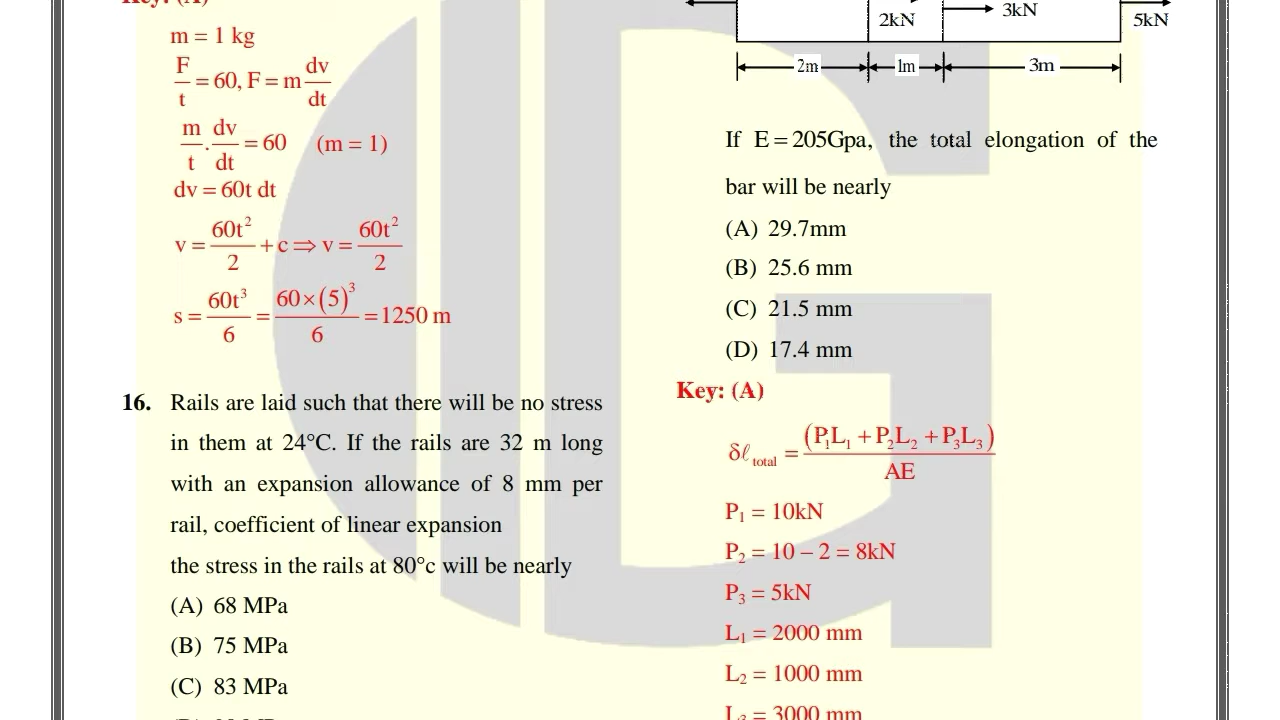 Key: (A)
m = 1 kg
F/t = 60, F = m dv/dt
m/t . dv/dt = 60 (m = 1)
dv = 60t dt
v = 60t²/2 + c ⇒ v = 60t²/2
s = 60t³/6 = 60×(5)³/6 = 1250 m
16. Rails are laid such that there will be no stress
in them at 24°C. If the rails are 32 m long
with an expansion allowance of 8 mm per
rail, coefficient of linear expansion
the stress in the rails at 80°c will be nearly
(A) 68 MPa
(B) 75 MPa
(C) 83 MPa
2kN 3kN 5kN
2m 1m 3m
If E = 205Gpa, the total elongation of the
bar will be nearly
(A) 29.7mm
(B) 25.6 mm
(C) 21.5 mm
(D) 17.4 mm
Key: (A)
δℓ total = (P₁L₁ + P₂L₂ + P₃L₃)/AE
P₁ = 10kN
P₂ = 10 – 2 = 8kN
P₃ = 5kN
L₁ = 2000 mm
L₂ = 1000 mm
L₃ = 3000 mm